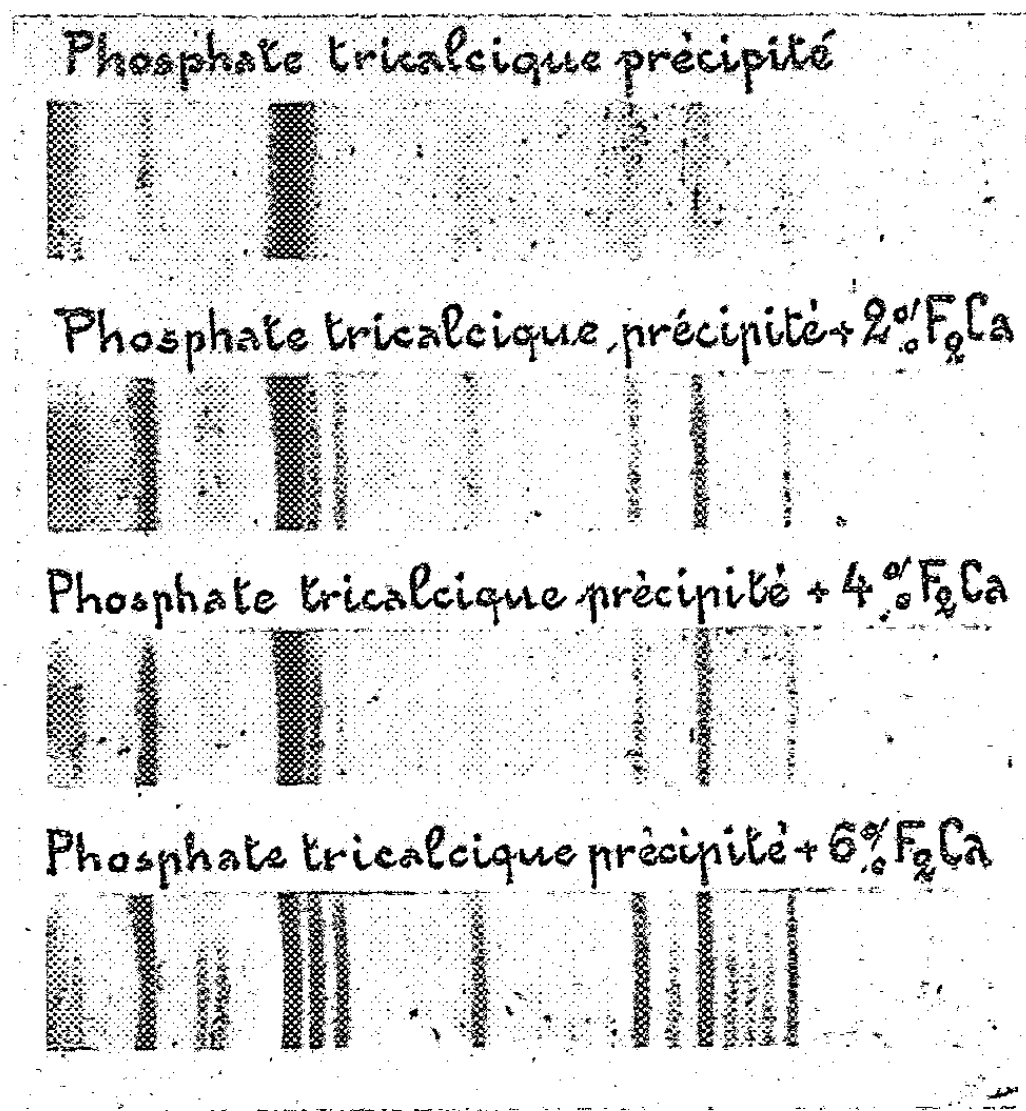 Phosphate tricalcique précipité
Phosphate tricalcique précipité + 2% F₂Ca
Phosphate tricalcique précipité + 4% F₂Ca
Phosphate tricalcique précipité + 6% F₂Ca